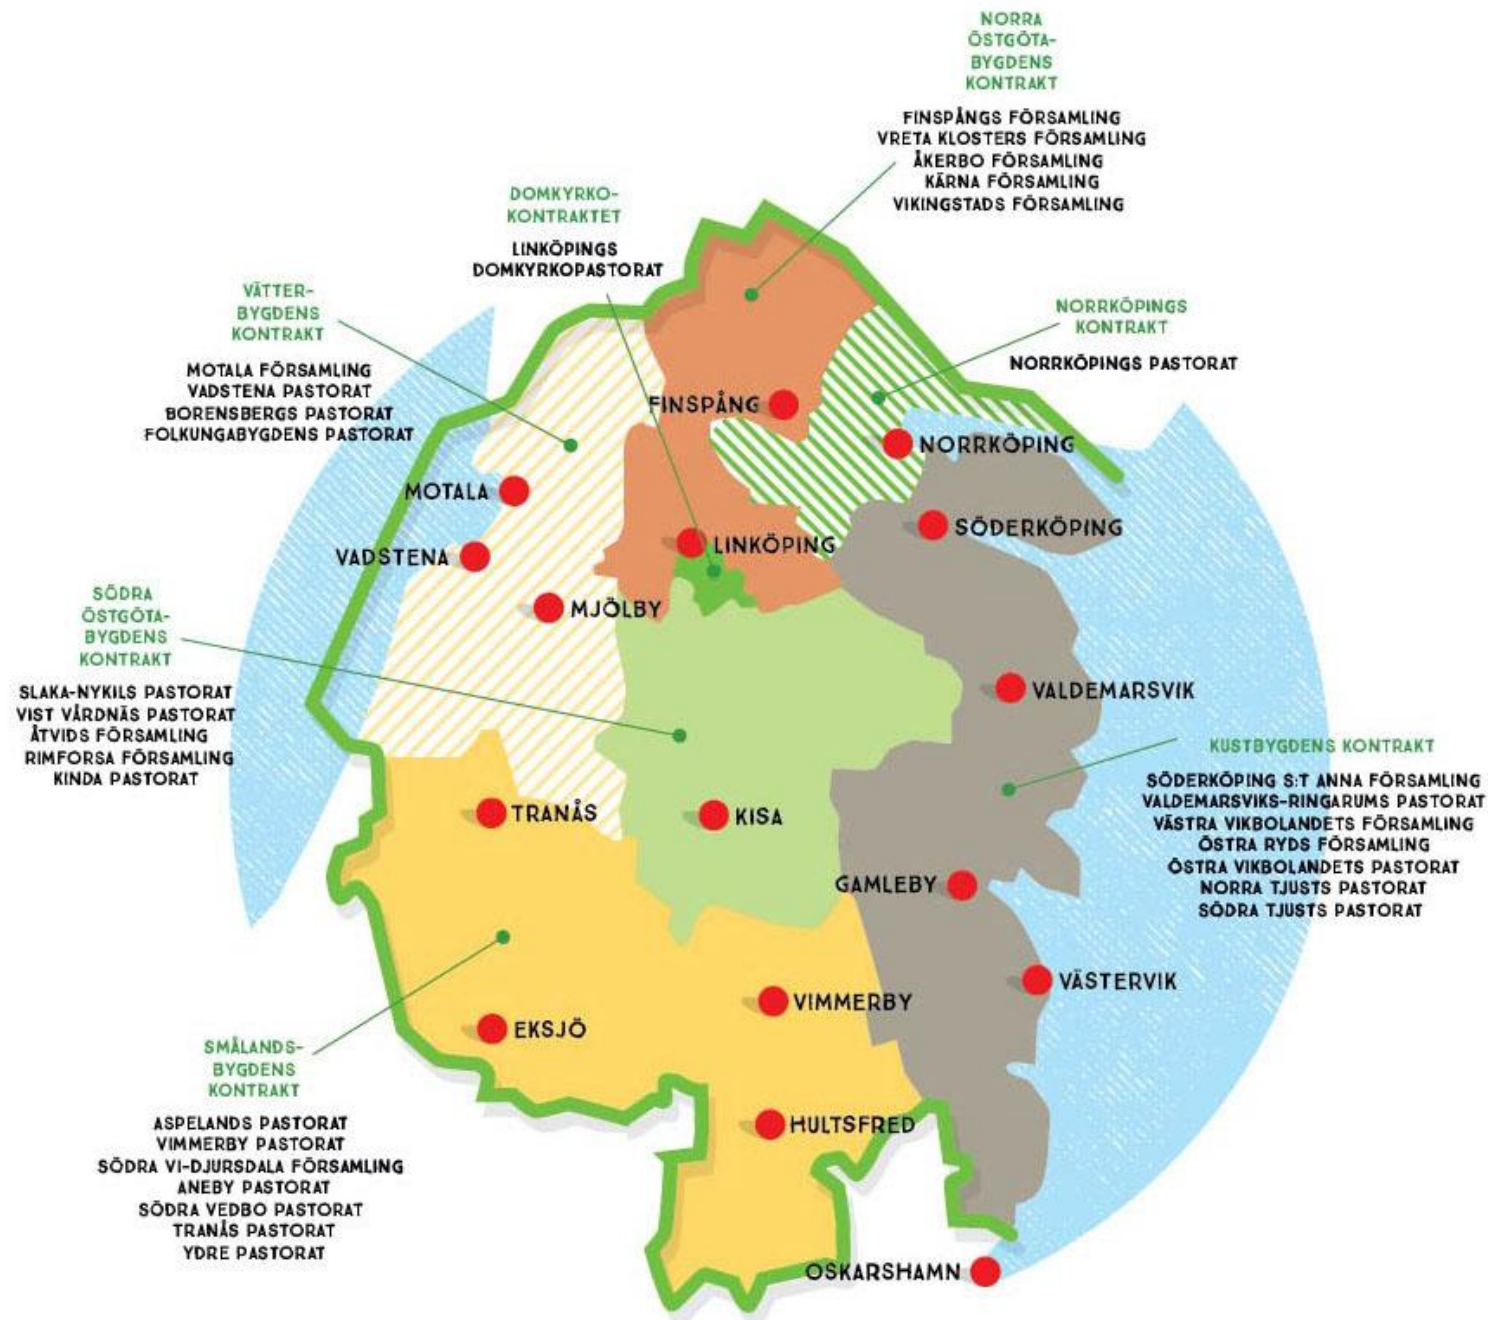 NORRA
ÖSTGÖTA-
BYGDENS
KONTRAKT
FINSPÅNGS FÖRSAMLING
VRETA KLOSTERS FÖRSAMLING
ÅKERBO FÖRSAMLING
KÄRNA FÖRSAMLING
VIKINGSTADS FÖRSAMLING
DOMKYRKO-
KONTRAKTET
LINKÖPINGS
DOMKYRKOPASTORAT
VÄTTER-
BYGDENS
KONTRAKT
MOTALA FÖRSAMLING
VADSTENA PASTORAT
BORENSBERGS PASTORAT
FOLKUNGABYGDENS PASTORAT
NORRKÖPINGS
KONTRAKT
NORRKÖPINGS PASTORAT
FINSPÅNG
NORRKÖPING
MOTALA
SÖDERKÖPING
LINKÖPING
VADSTENA
MJÖLBY
SÖDRA
ÖSTGÖTA-
BYGDENS
KONTRAKT
SLAKA-NYKILS PASTORAT
VIST VÅRDNÄS PASTORAT
ÅTVIDS FÖRSAMLING
RIMFORSA FÖRSAMLING
KINDA PASTORAT
VALDEMARSVIK
KUSTBYGDENS KONTRAKT
SÖDERKÖPING S:T ANNA FÖRSAMLING
VALDEMARSVIKS-RINGARUMS PASTORAT
VÄSTRA VIKBOLANDETS FÖRSAMLING
ÖSTRA RYDS FÖRSAMLING
ÖSTRA VIKBOLANDETS PASTORAT
NORRA TJUSTS PASTORAT
SÖDRA TJUSTS PASTORAT
TRANÅS
KISA
GAMLEBY
VÄSTERVIK
VIMMERBY
EKSJÖ
SMÅLANDS-
BYGDENS
KONTRAKT
ASPELANDS PASTORAT
VIMMERBY PASTORAT
SÖDRA VI-DJURSDALA FÖRSAMLING
ANEBY PASTORAT
SÖDRA VEDBO PASTORAT
TRANÅS PASTORAT
YDRE PASTORAT
HULTSFRED
OSKARSHAMN